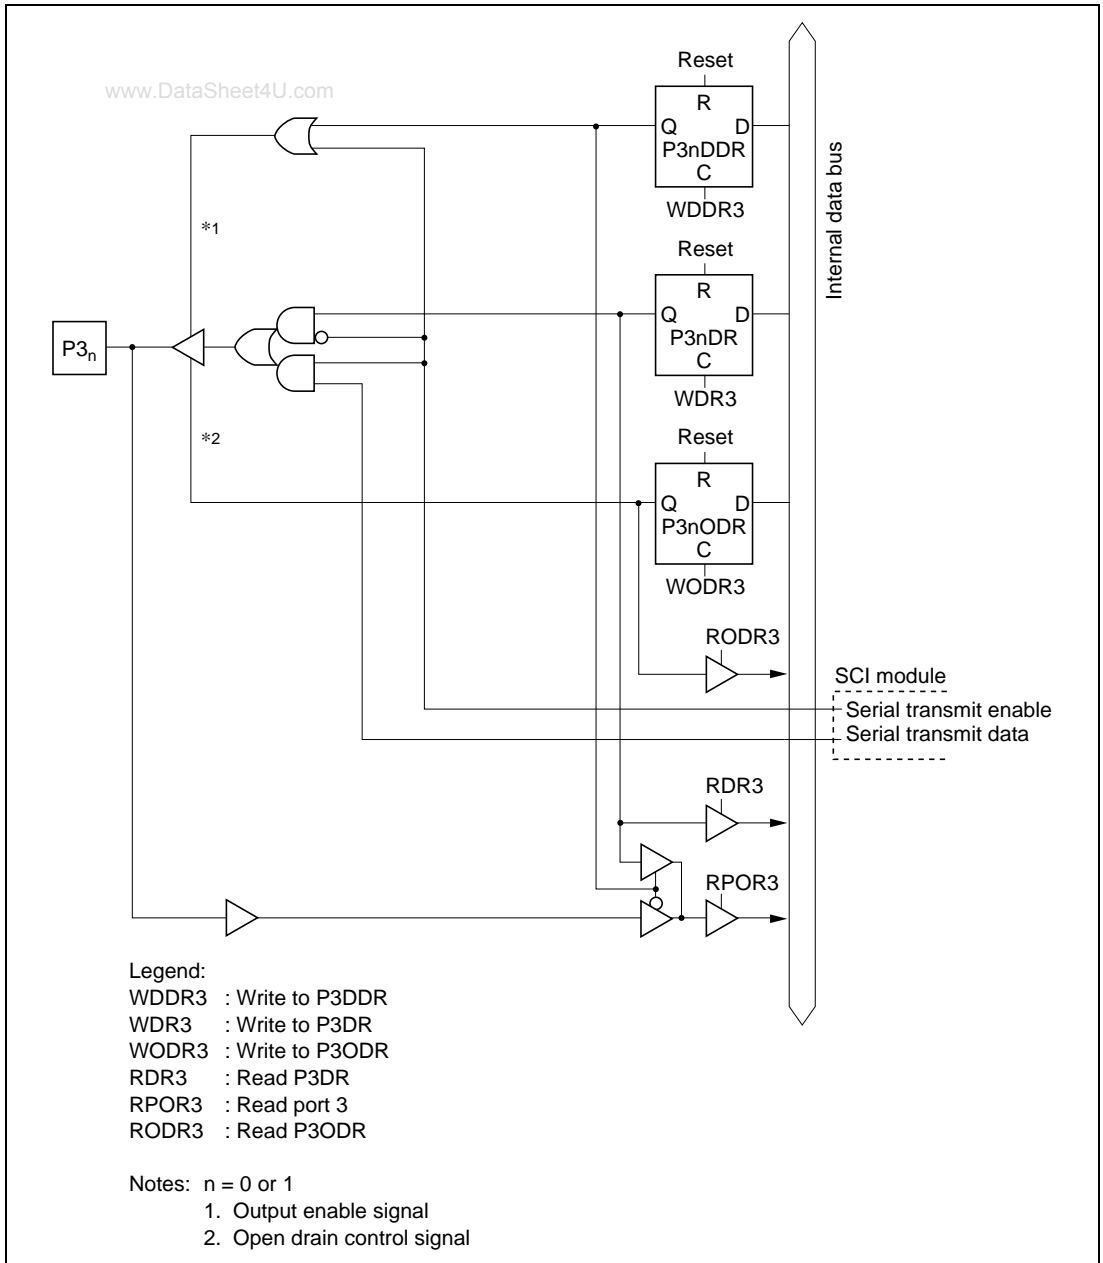 www.DataSheet4U.com
Reset
R
Q D
P3nDDR
C
WDDR3
Internal data bus
*1
Reset
R
Q D
P3nDR
C
WDR3
P3n
*2
Reset
R
Q D
P3nODR
C
WODR3
RODR3
SCI module
Serial transmit enable
Serial transmit data
RDR3
RPOR3
Legend:
WDDR3 : Write to P3DDR
WDR3 : Write to P3DR
WODR3 : Write to P3ODR
RDR3 : Read P3DR
RPOR3 : Read port 3
RODR3 : Read P3ODR
Notes: n = 0 or 1
1. Output enable signal
2. Open drain control signal